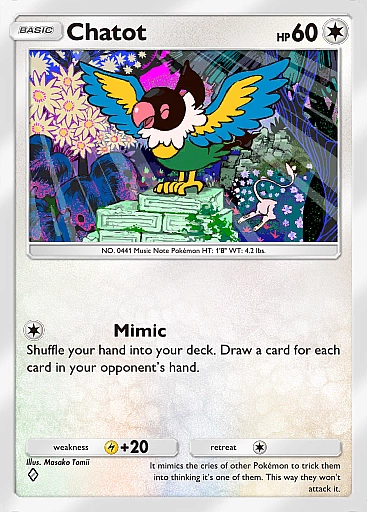 BASIC Chatot HP 60
NO. 0441 Music Note Pokémon HT: 1'8" WT: 4.2 lbs.
Mimic
Shuffle your hand into your deck. Draw a card for each
card in your opponent's hand.
weakness +20 retreat
Illus. Masako Tomii
It mimics the cries of other Pokémon to trick them
into thinking it's one of them. This way they won't
attack it.